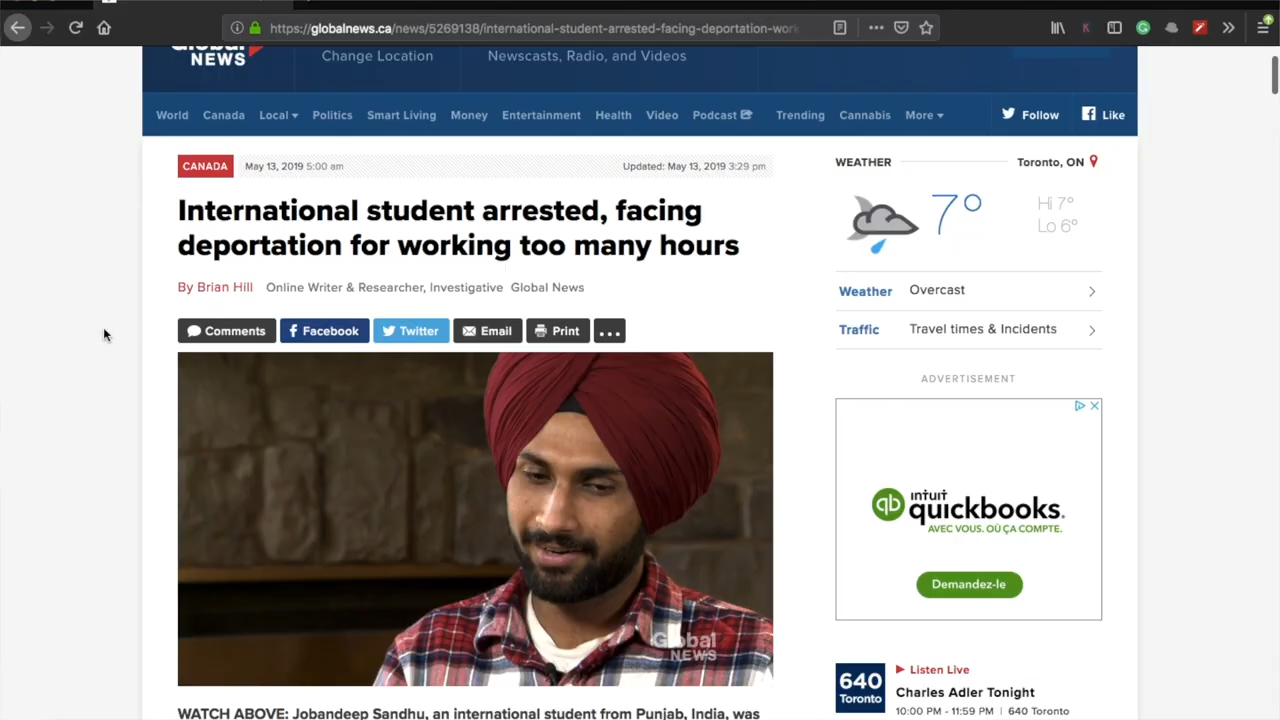 https://globalnews.ca/news/5269138/international-student-arrested-facing-deportation-work
Global
NEWS
Change Location
Newscasts, Radio, and Videos
World Canada Local Politics Smart Living Money Entertainment Health Video Podcast Trending Cannabis More Follow Like
CANADA May 13, 2019 5:00 am Updated: May 13, 2019 3:29 pm
International student arrested, facing
deportation for working too many hours
By Brian Hill Online Writer & Researcher, Investigative Global News
Comments Facebook Twitter Email Print ...
Global
NEWS
WATCH ABOVE: Jobandeep Sandhu, an international student from Punjab, India, was
WEATHER Toronto, ON
7° Hi 7°
Lo 6°
Weather Overcast
Traffic Travel times & Incidents
ADVERTISEMENT
qb intuit
quickbooks.
AVEC VOUS. OÙ ÇA COMPTE.
Demandez-le
640
Toronto
Listen Live
Charles Adler Tonight
10:00 PM - 11:59 PM | 640 Toronto